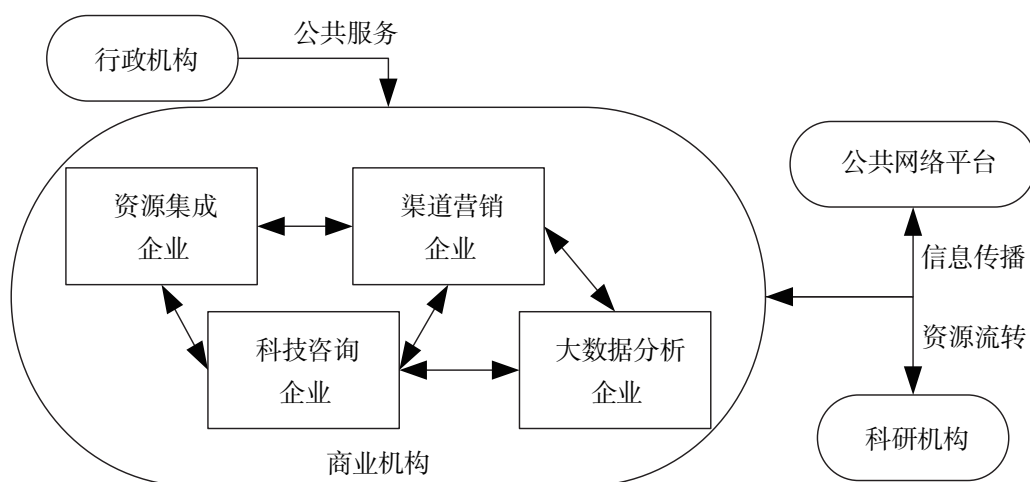 公共服务
行政机构
公共网络平台
资源集成
企业
渠道营销
企业
信息传播
科技咨询
企业
大数据分析
企业
资源流转
科研机构
商业机构